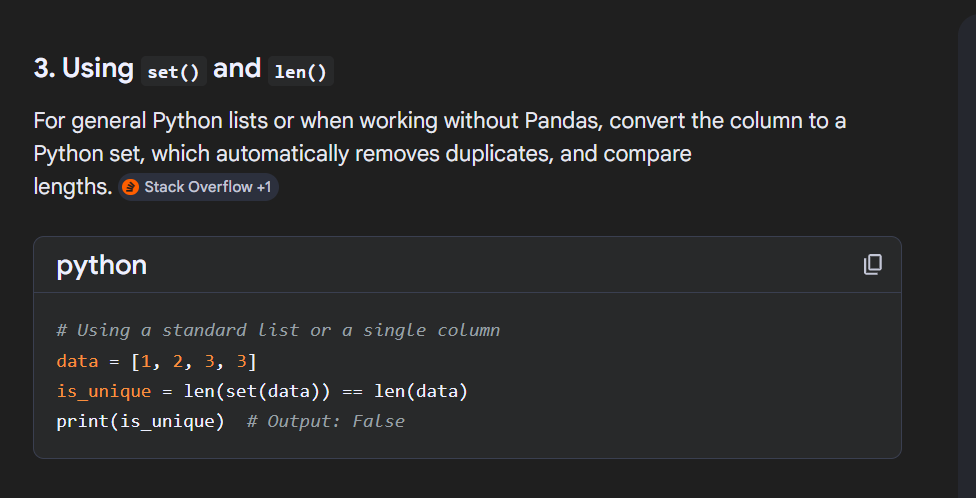 3. Using set() and len()
For general Python lists or when working without Pandas, convert the column to a
Python set, which automatically removes duplicates, and compare
lengths. Stack Overflow +1
python
# Using a standard list or a single column
data = [1, 2, 3, 3]
is_unique = len(set(data)) == len(data)
print(is_unique)  # Output: False